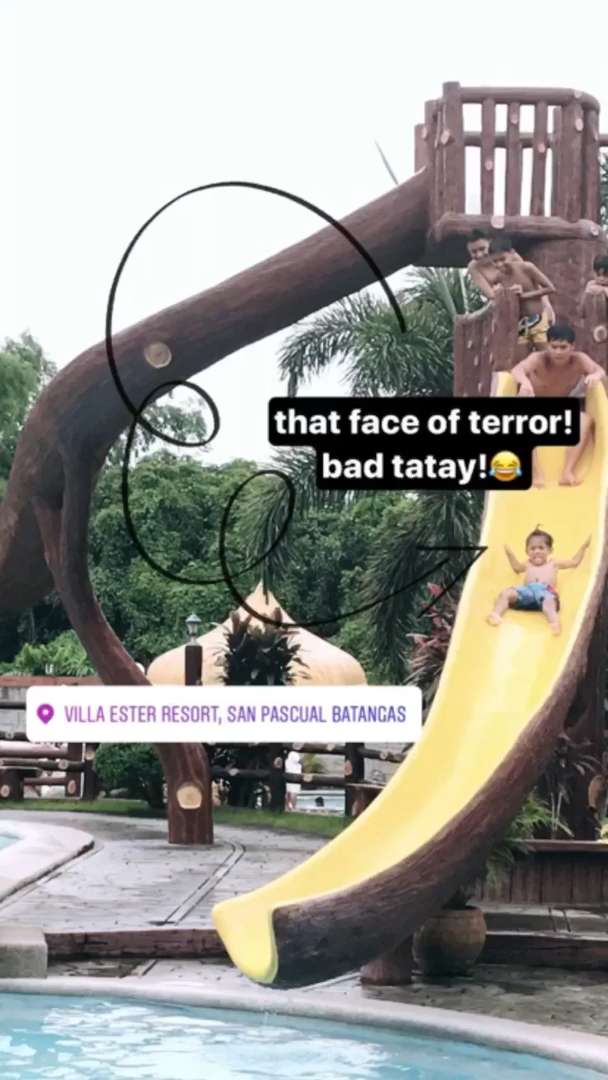 that face of terror!
bad tatay!😂
VILLA ESTER RESORT, SAN PASCUAL BATANGAS